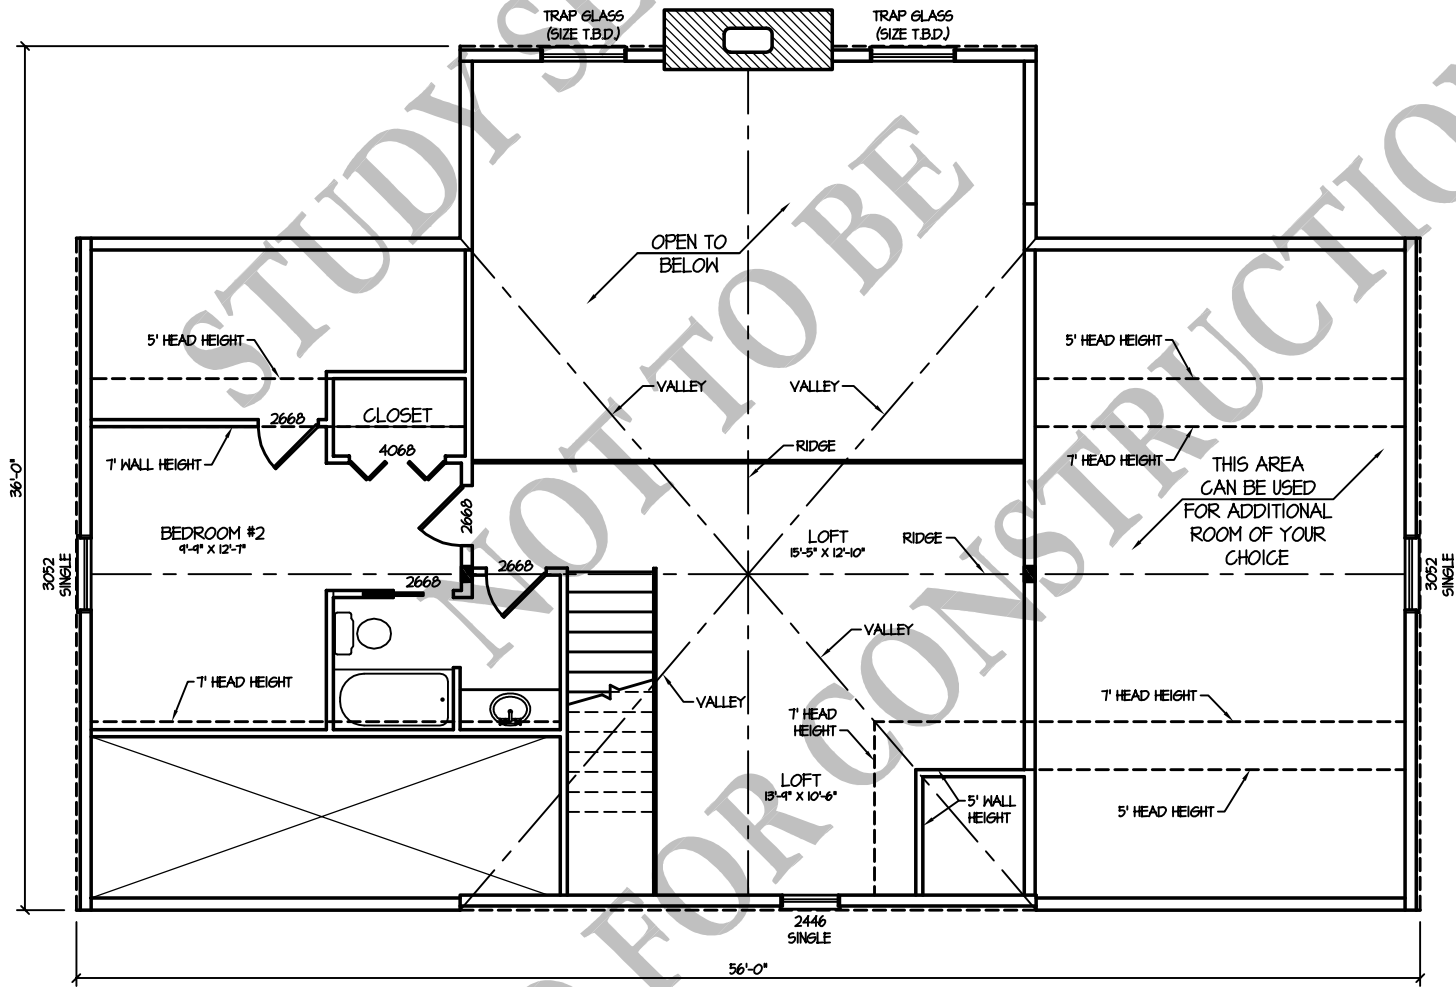 TRAP GLASS
(SIZE T.B.D.)
TRAP GLASS
(SIZE T.B.D.)
STUDY SE
NOT TO BE
FOR CONSTRUCTION
36'-0"
OPEN TO
BELOW
5' HEAD HEIGHT
5' HEAD HEIGHT
VALLEY
VALLEY
2668
CLOSET
4068
7' WALL HEIGHT
RIDGE
7' HEAD HEIGHT
THIS AREA
CAN BE USED
FOR ADDITIONAL
ROOM OF YOUR
CHOICE
BEDROOM #2
9'-9" X 12'-7"
2668
LOFT
15'-5" X 12'-10"
RIDGE
3052
SINGLE
2668
2668
3052
SINGLE
VALLEY
7' HEAD HEIGHT
VALLEY
7' HEAD
HEIGHT
7' HEAD HEIGHT
LOFT
13'-9" X 10'-6"
5' WALL
HEIGHT
5' HEAD HEIGHT
2446
SINGLE
56'-0"